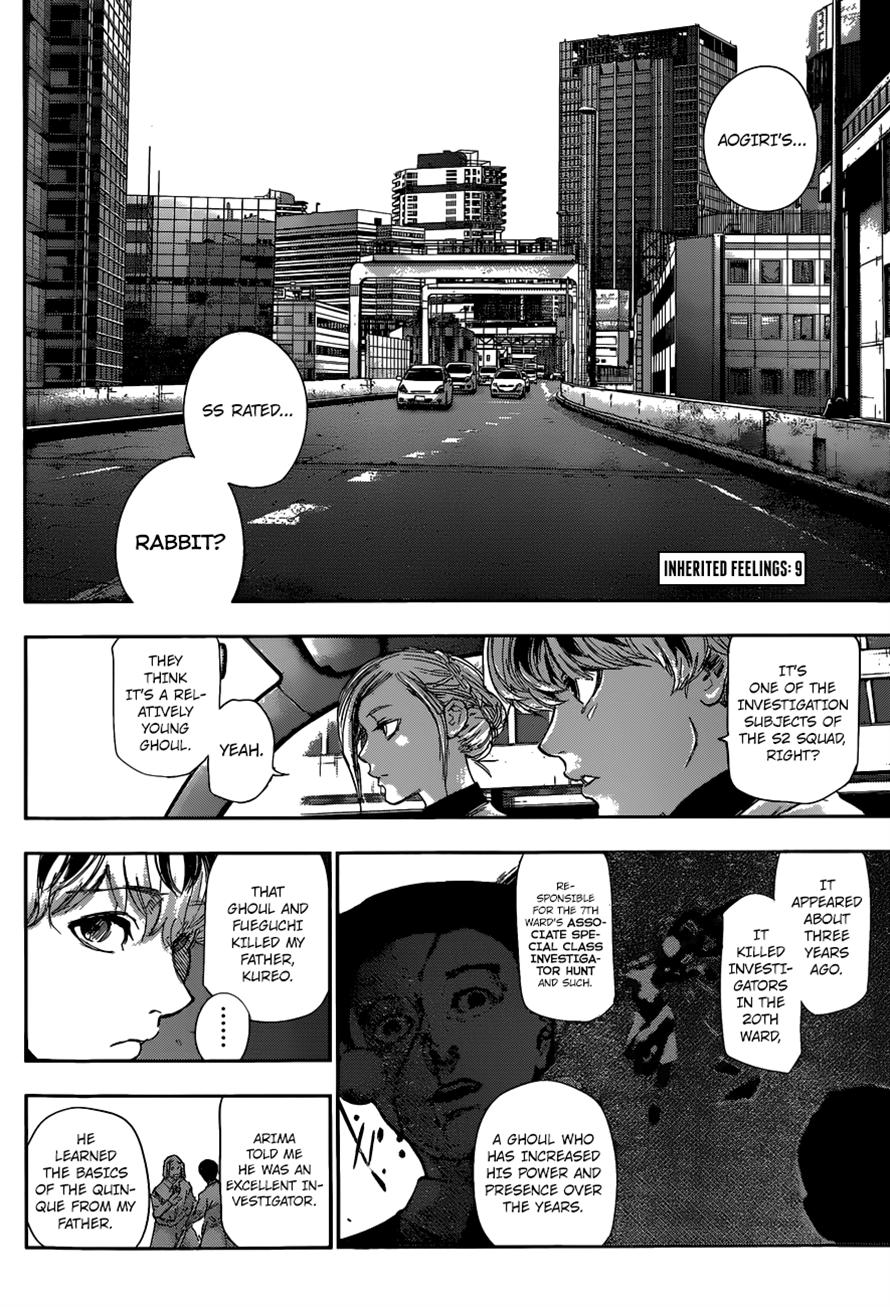 AOGIRI'S...
SS RATED...
RABBIT?
INHERITED FEELINGS: 9
IT'S
ONE OF THE
INVESTIGATION
SUBJECTS OF
THE S2 SQUAD,
RIGHT?
YEAH.
THEY
THINK
IT'S A REL-
ATIVELY
YOUNG
GHOUL.
IT
APPEARED
ABOUT
THREE
YEARS
AGO.
IT
KILLED
INVESTI-
GATORS
IN THE
20TH
WARD,
RE-
SPONSIBLE
FOR THE 7TH
WARD'S ASSO-
CIATE SPE-
CIAL CLASS
INVESTIGA-
TOR HUNT
AND SUCH.
A GHOUL WHO
HAS INCREASED
HIS POWER AND
PRESENCE OVER
THE YEARS.
THAT
GHOUL AND
FUEGUCHI
KILLED MY
FATHER,
KUREO.
......
ARIMA
TOLD ME
HE WAS AN
EXCELLENT IN-
VESTIGATOR.
HE
LEARNED
THE BASICS
OF THE QUIN-
QUE FROM MY
FATHER.